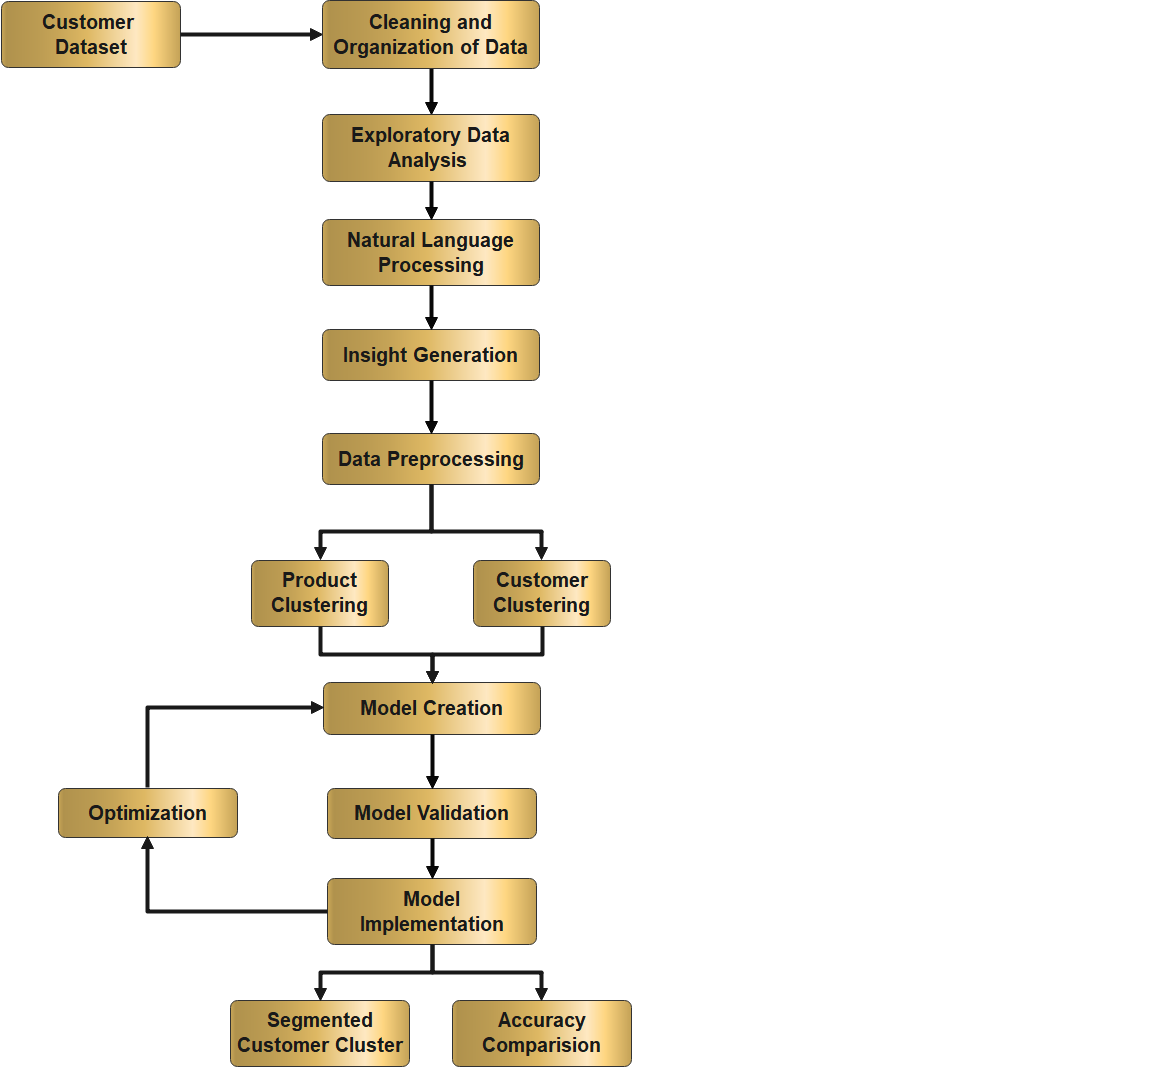 Customer
Dataset
Cleaning and
Organization of Data
Exploratory Data
Analysis
Natural Language
Processing
Insight Generation
Data Preprocessing
Product
Clustering
Customer
Clustering
Model Creation
Optimization
Model Validation
Model
Implementation
Segmented
Customer Cluster
Accuracy
Comparision